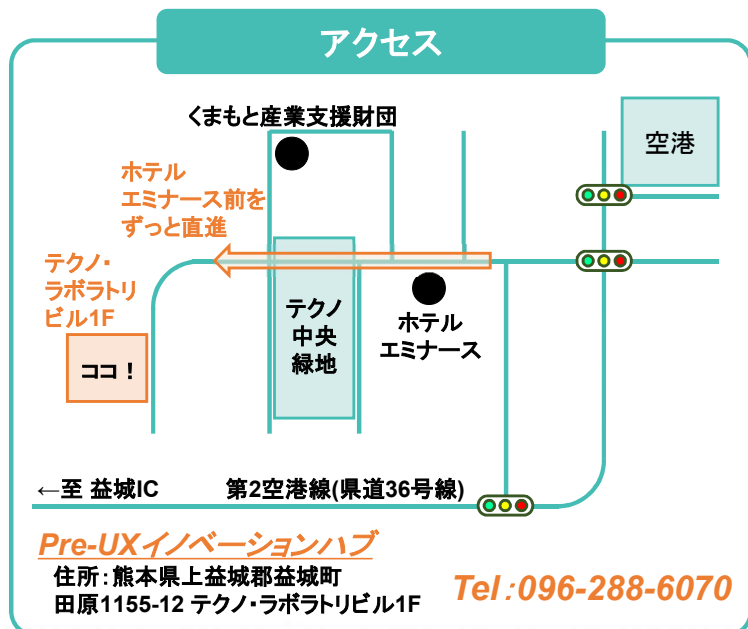 アクセス
くまもと産業支援財団
空港
ホテル
エミナース前を
ずっと直進
テクノ・
ラボラトリ
ビル1F
ココ！
テクノ
中央
緑地
ホテル
エミナース
←至 益城IC
第2空港線(県道36号線)
Pre-UXイノベーションハブ
住所：熊本県上益城郡益城町
田原1155-12 テクノ・ラボラトリビル1F
Tel：096-288-6070